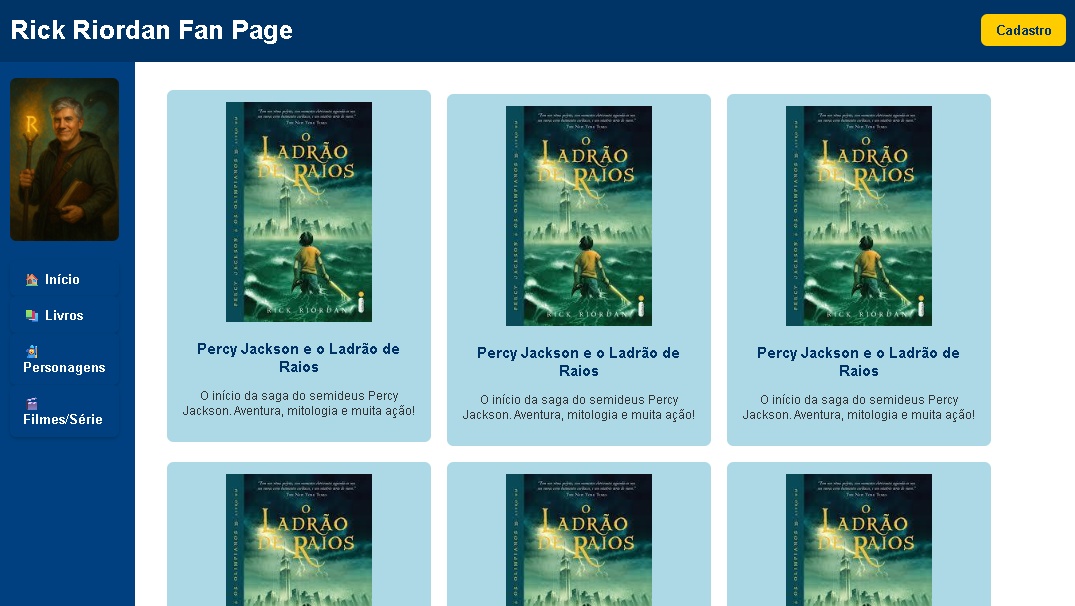 Rick Riordan Fan Page
Cadastro
R
🏠 Início
📚 Livros
Personagens
🎬
Filmes/Série
O
LADRÃO
DE RAIOS
PERCY JACKSON E OS OLIMPIANOS
RICK RIORDAN
Percy Jackson e o Ladrão de
Raios
O início da saga do semideus Percy
Jackson. Aventura, mitologia e muita ação!
O
LADRÃO
DE RAIOS
PERCY JACKSON E OS OLIMPIANOS
RICK RIORDAN
Percy Jackson e o Ladrão de
Raios
O início da saga do semideus Percy
Jackson. Aventura, mitologia e muita ação!
O
LADRÃO
DE RAIOS
PERCY JACKSON E OS OLIMPIANOS
RICK RIORDAN
Percy Jackson e o Ladrão de
Raios
O início da saga do semideus Percy
Jackson. Aventura, mitologia e muita ação!
O
LADRÃO
DE RAIOS
O
LADRÃO
DE RAIOS
O
LADRÃO
DE RAIOS